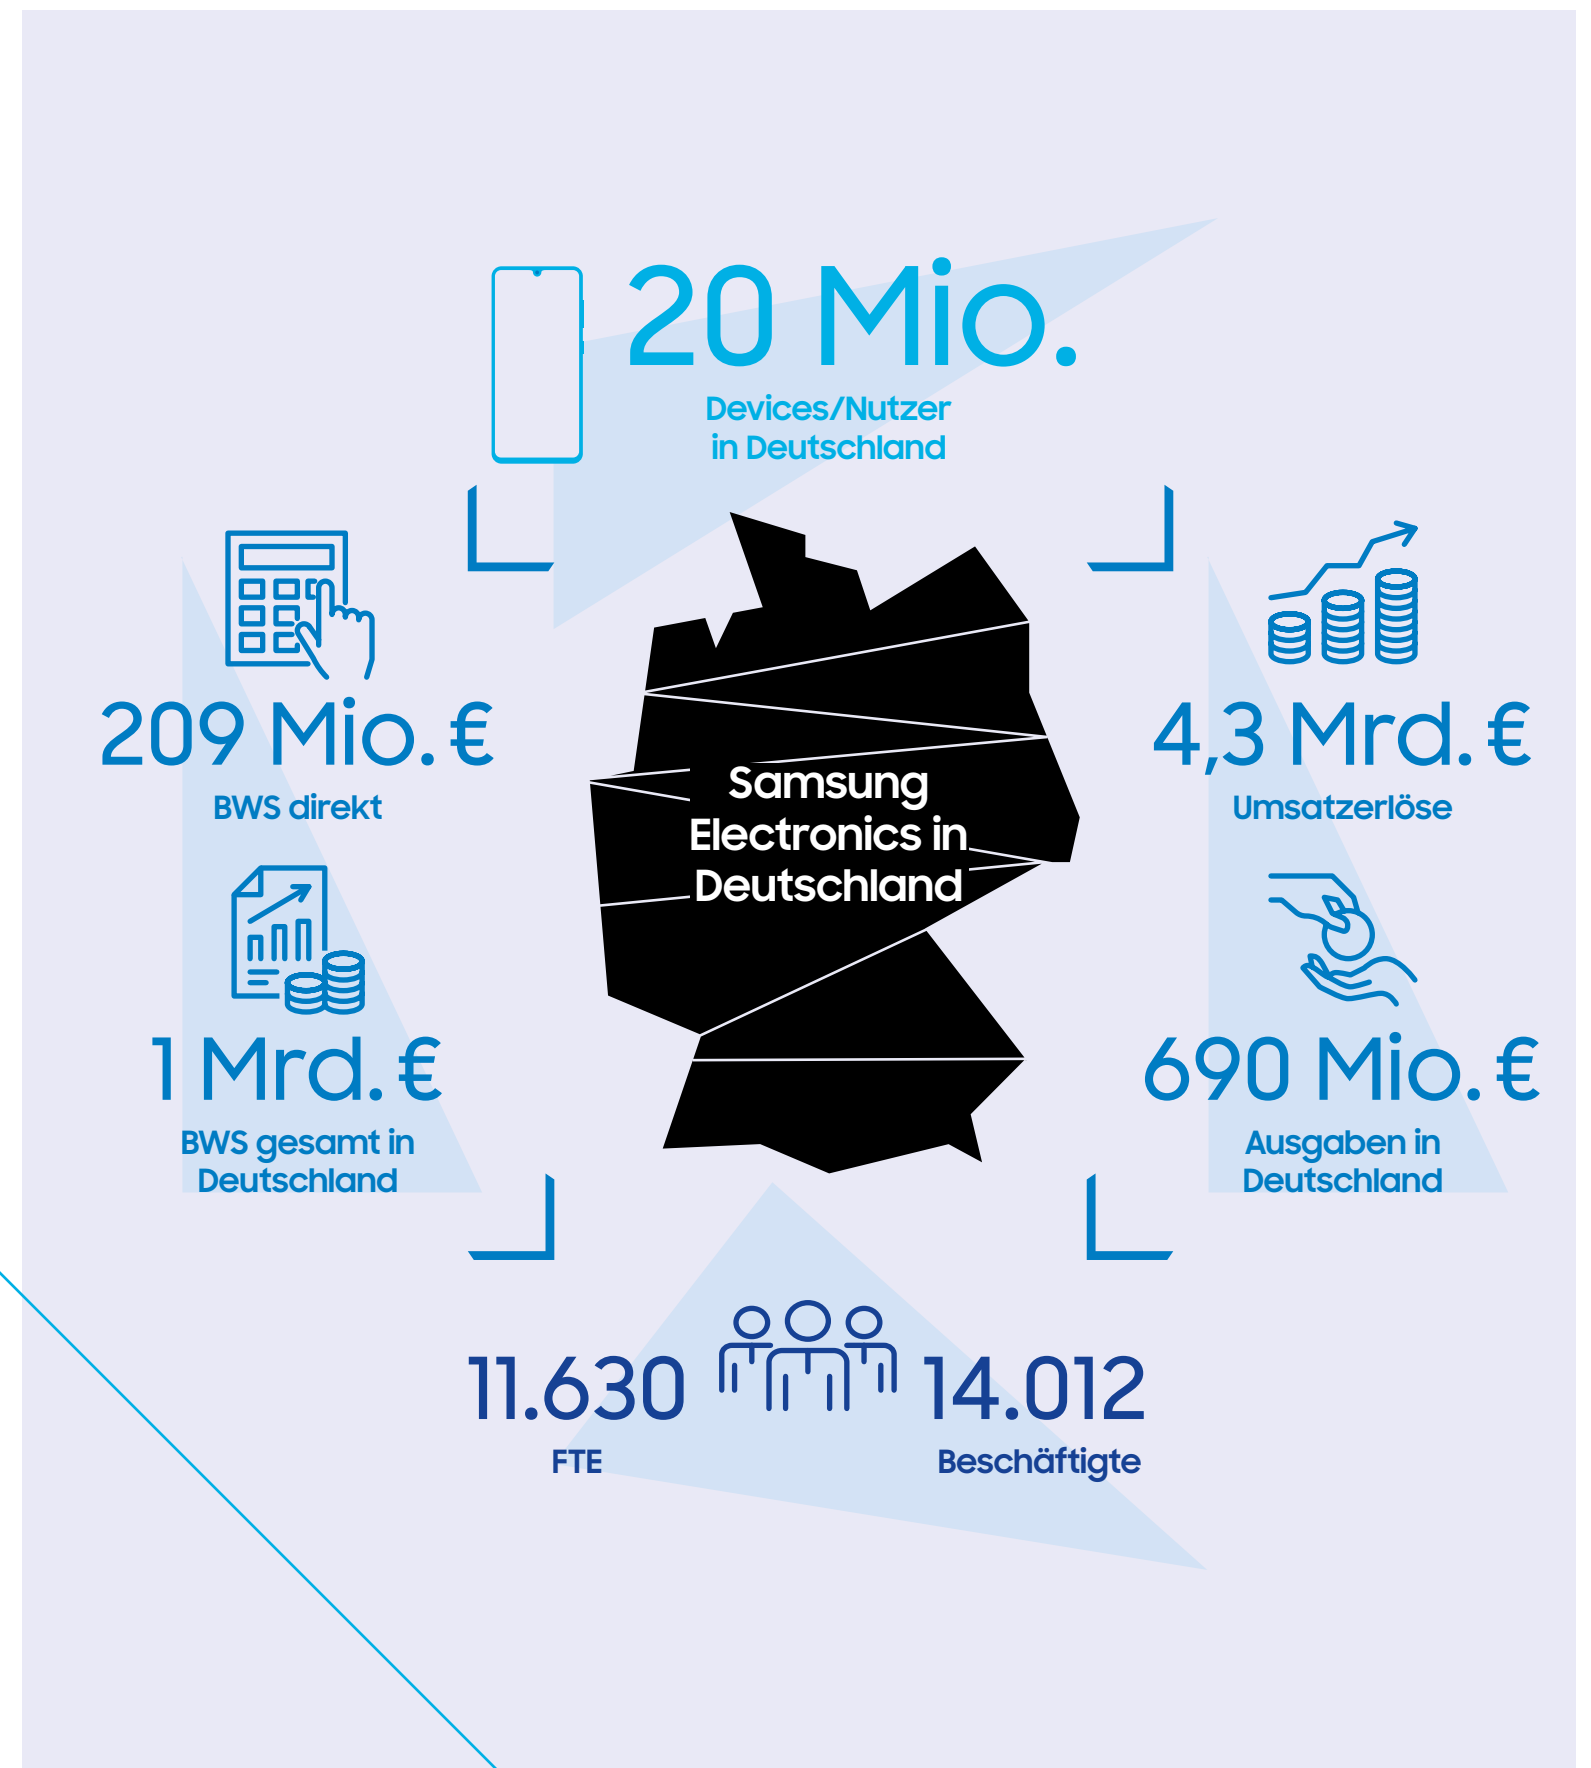 20 Mio.
Devices/Nutzer
in Deutschland
209 Mio. €
BWS direkt
1 Mrd. €
BWS gesamt in
Deutschland
Samsung
Electronics in
Deutschland
4,3 Mrd. €
Umsatzerlöse
690 Mio. €
Ausgaben in
Deutschland
11.630
FTE
14.012
Beschäftigte